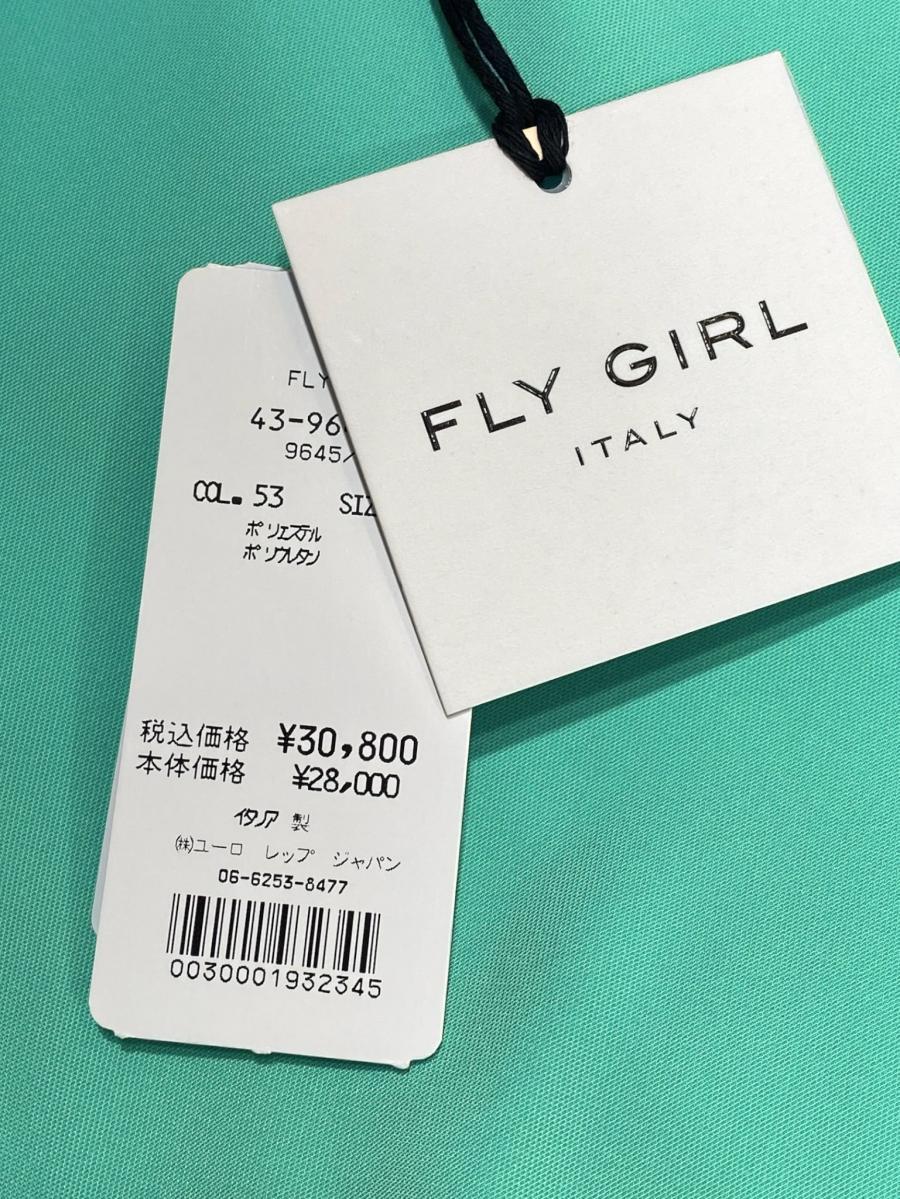 FLY GIRL
ITALY
FLY
43-96
9645/
COL. 53 SIZ
ポリエステル
ポリウレタン
税込価格 ¥30,800
本体価格 ¥28,000
イタリア 製
㈱ユーロ レップ ジャパン
06-6253-8477
0030001932345